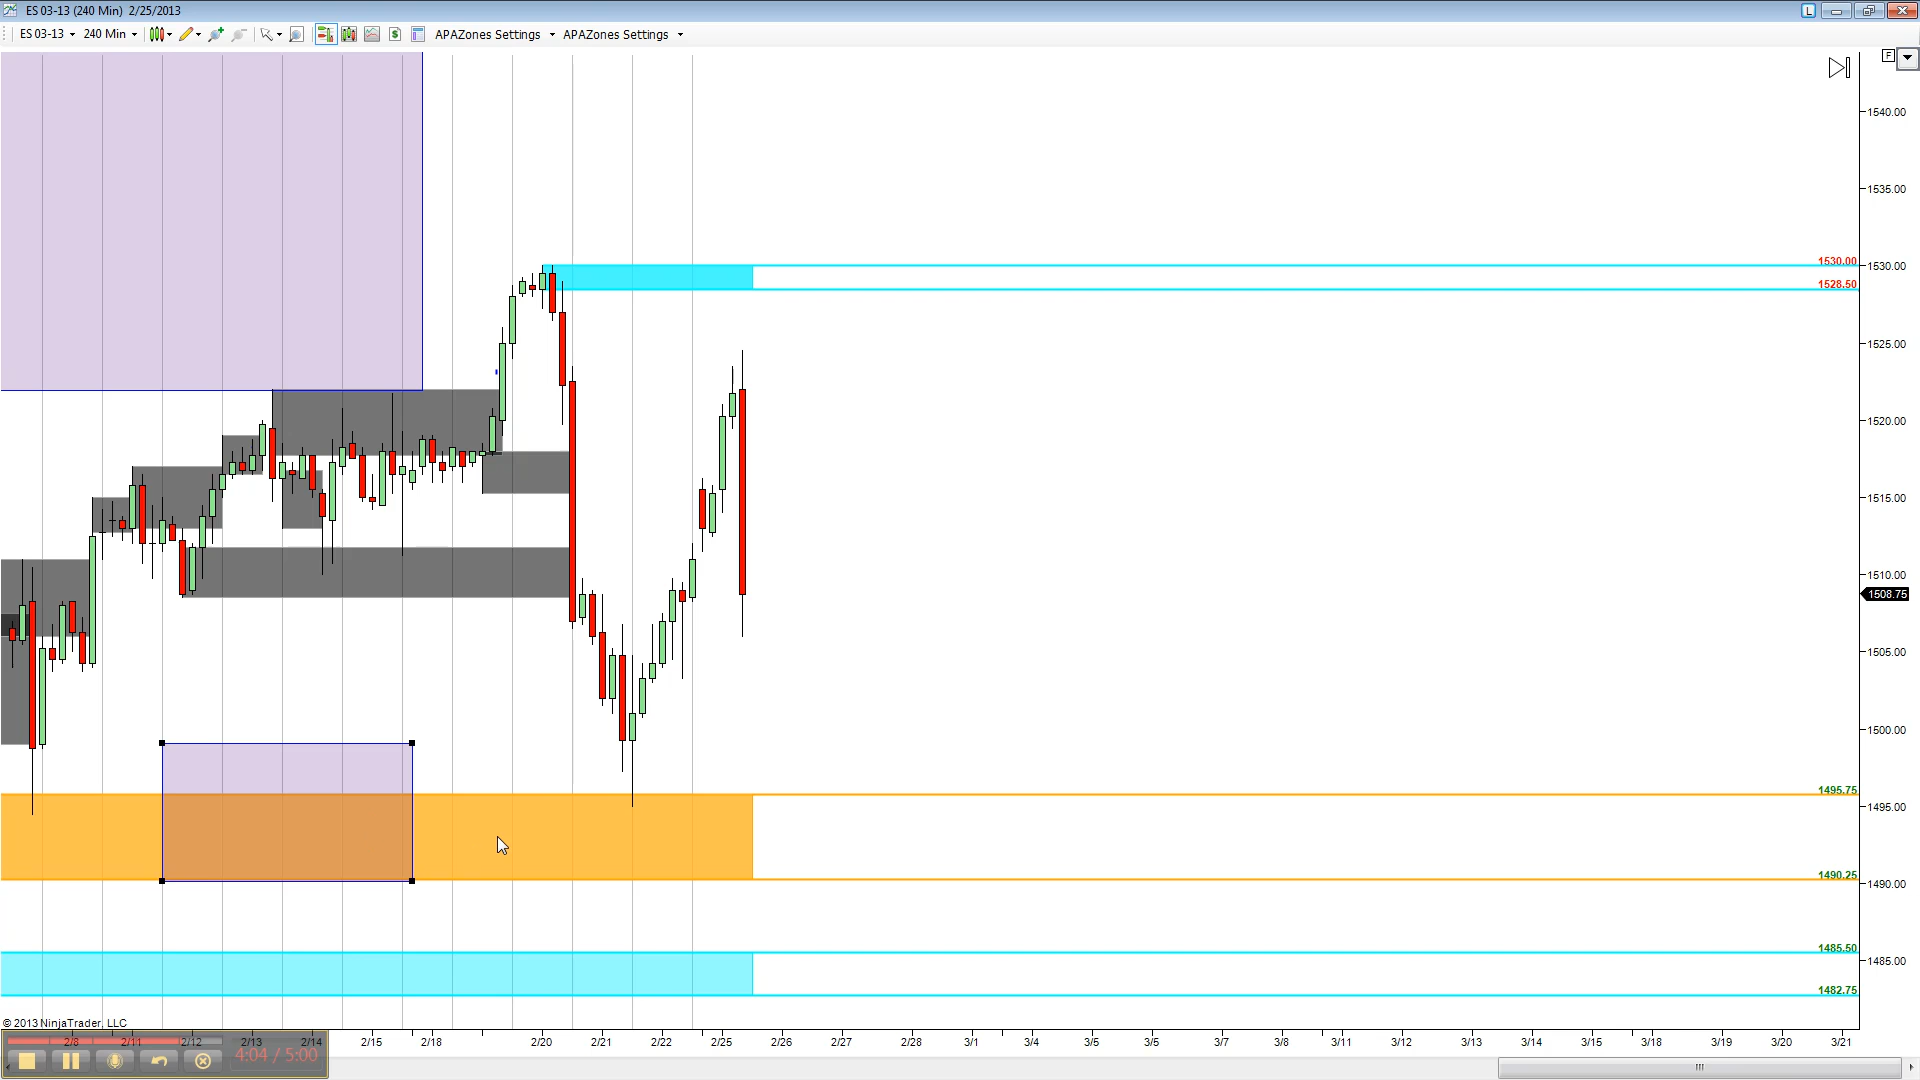 ES 03-13 (240 Min)  2/25/2013
L
ES 03-13 240 Min $ APAZones Settings APAZones Settings
F
1540.00
1535.00
1530.00 1530.00
1528.50
1525.00
1520.00
1515.00
1510.00
1508.75
1505.00
1500.00
1495.75
1495.00
1490.25
1490.00
1485.50
1485.00
1482.75
© 2013 NinjaTrader, LLC
2/8 2/11 2/12 2/13 2/14 2/15 2/18 2/20 2/21 2/22 2/25 2/26 2/27 2/28 3/1 3/4 3/5 3/5 3/7 3/8 3/11 3/12 3/13 3/14 3/15 3/18 3/19 3/20 3/21
4:04 / 5:00